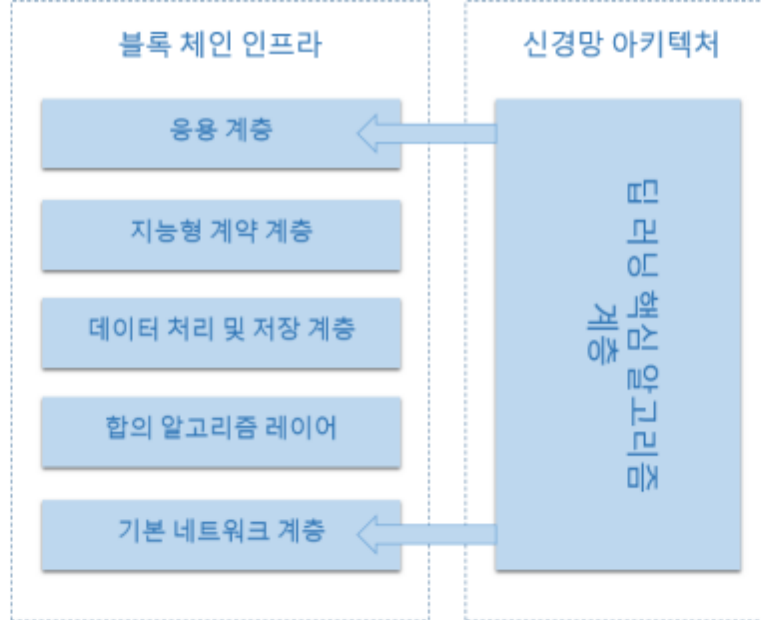 블록 체인 인프라
응용 계층
지능형 계약 계층
데이터 처리 및 저장 계층
합의 알고리즘 레이어
기본 네트워크 계층
신경망 아키텍처
딥 러닝 핵심 알고리즘
계층